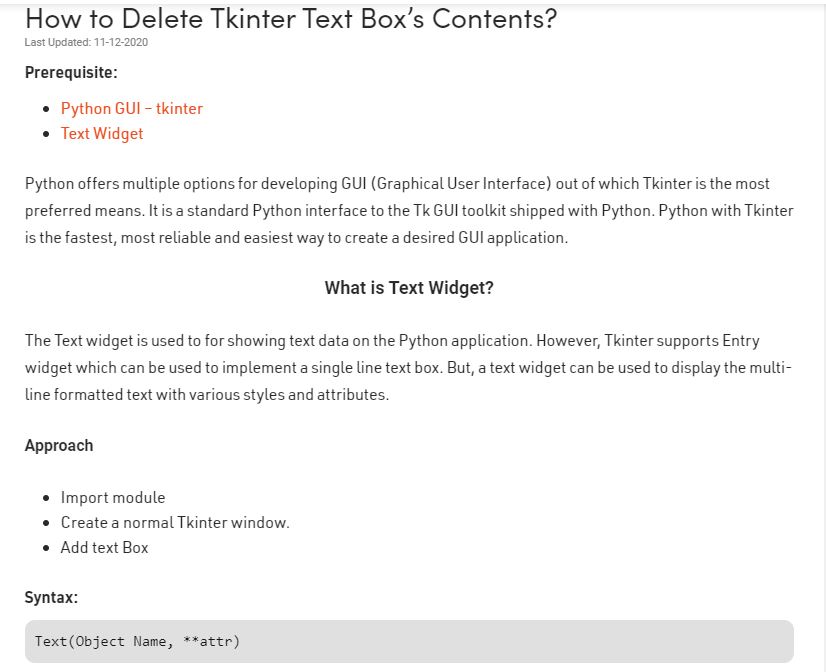 How to Delete Tkinter Text Box's Contents?
Last Updated: 11-12-2020
Prerequisite:
Python GUI – tkinter
Text Widget
Python offers multiple options for developing GUI (Graphical User Interface) out of which Tkinter is the most
preferred means. It is a standard Python interface to the Tk GUI toolkit shipped with Python. Python with Tkinter
is the fastest, most reliable and easiest way to create a desired GUI application.
What is Text Widget?
The Text widget is used to for showing text data on the Python application. However, Tkinter supports Entry
widget which can be used to implement a single line text box. But, a text widget can be used to display the multi-
line formatted text with various styles and attributes.
Approach
Import module
Create a normal Tkinter window.
Add text Box
Syntax:
Text(Object Name, **attr)